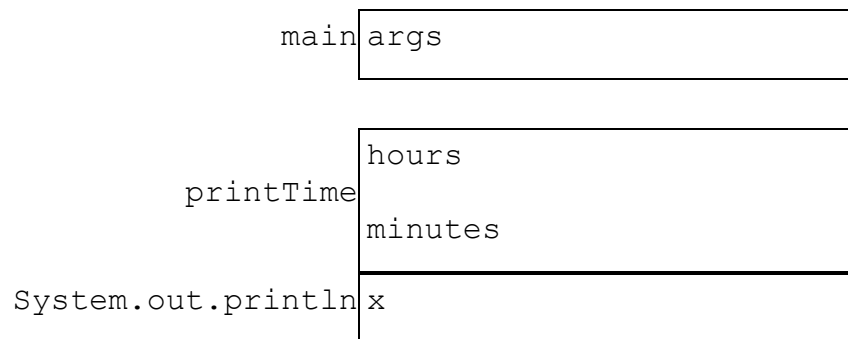 main args
hours
printTime
minutes
System.out.println x